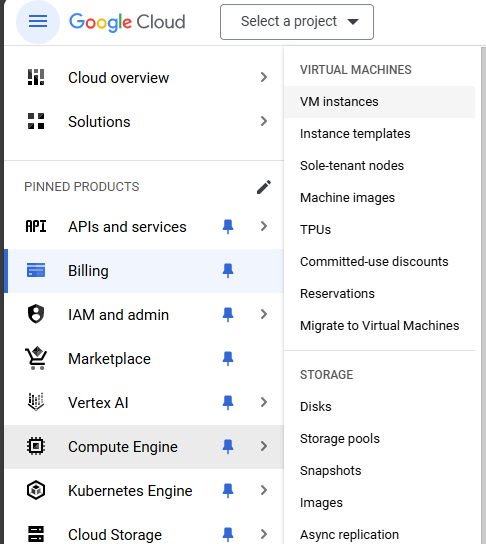 Google Cloud
Select a project
Cloud overview
Solutions
PINNED PRODUCTS
API APIs and services
Billing
IAM and admin
Marketplace
Vertex AI
Compute Engine
Kubernetes Engine
Cloud Storage
VIRTUAL MACHINES
VM instances
Instance templates
Sole-tenant nodes
Machine images
TPUs
Committed-use discounts
Reservations
Migrate to Virtual Machines
STORAGE
Disks
Storage pools
Snapshots
Images
Async replication